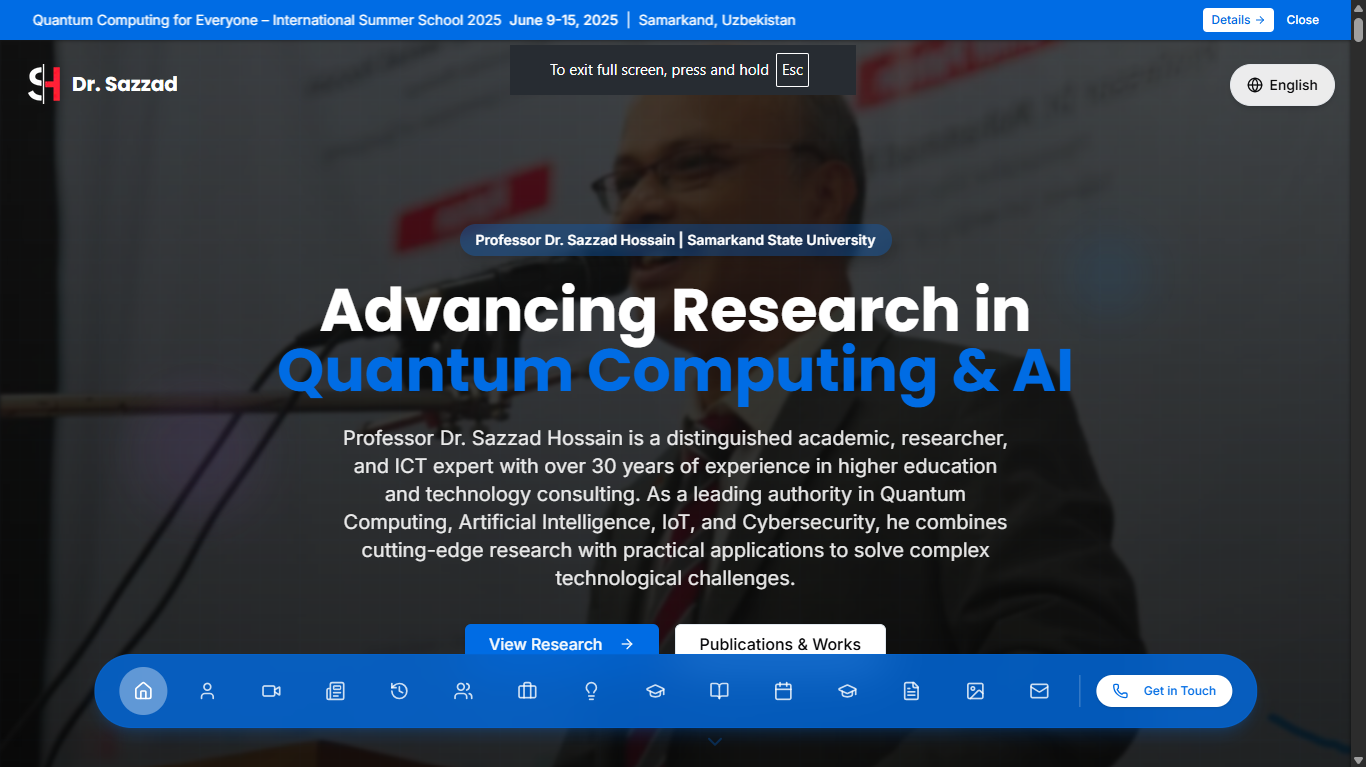 Quantum Computing for Everyone – International Summer School 2025 June 9-15, 2025 | Samarkand, Uzbekistan
Details →
Close
To exit full screen, press and hold Esc
SH
Dr. Sazzad
English
Professor Dr. Sazzad Hossain | Samarkand State University
Advancing Research in
Quantum Computing & AI
Professor Dr. Sazzad Hossain is a distinguished academic, researcher,
and ICT expert with over 30 years of experience in higher education
and technology consulting. As a leading authority in Quantum
Computing, Artificial Intelligence, IoT, and Cybersecurity, he combines
cutting-edge research with practical applications to solve complex
technological challenges.
View Research →
Publications & Works
Get in Touch